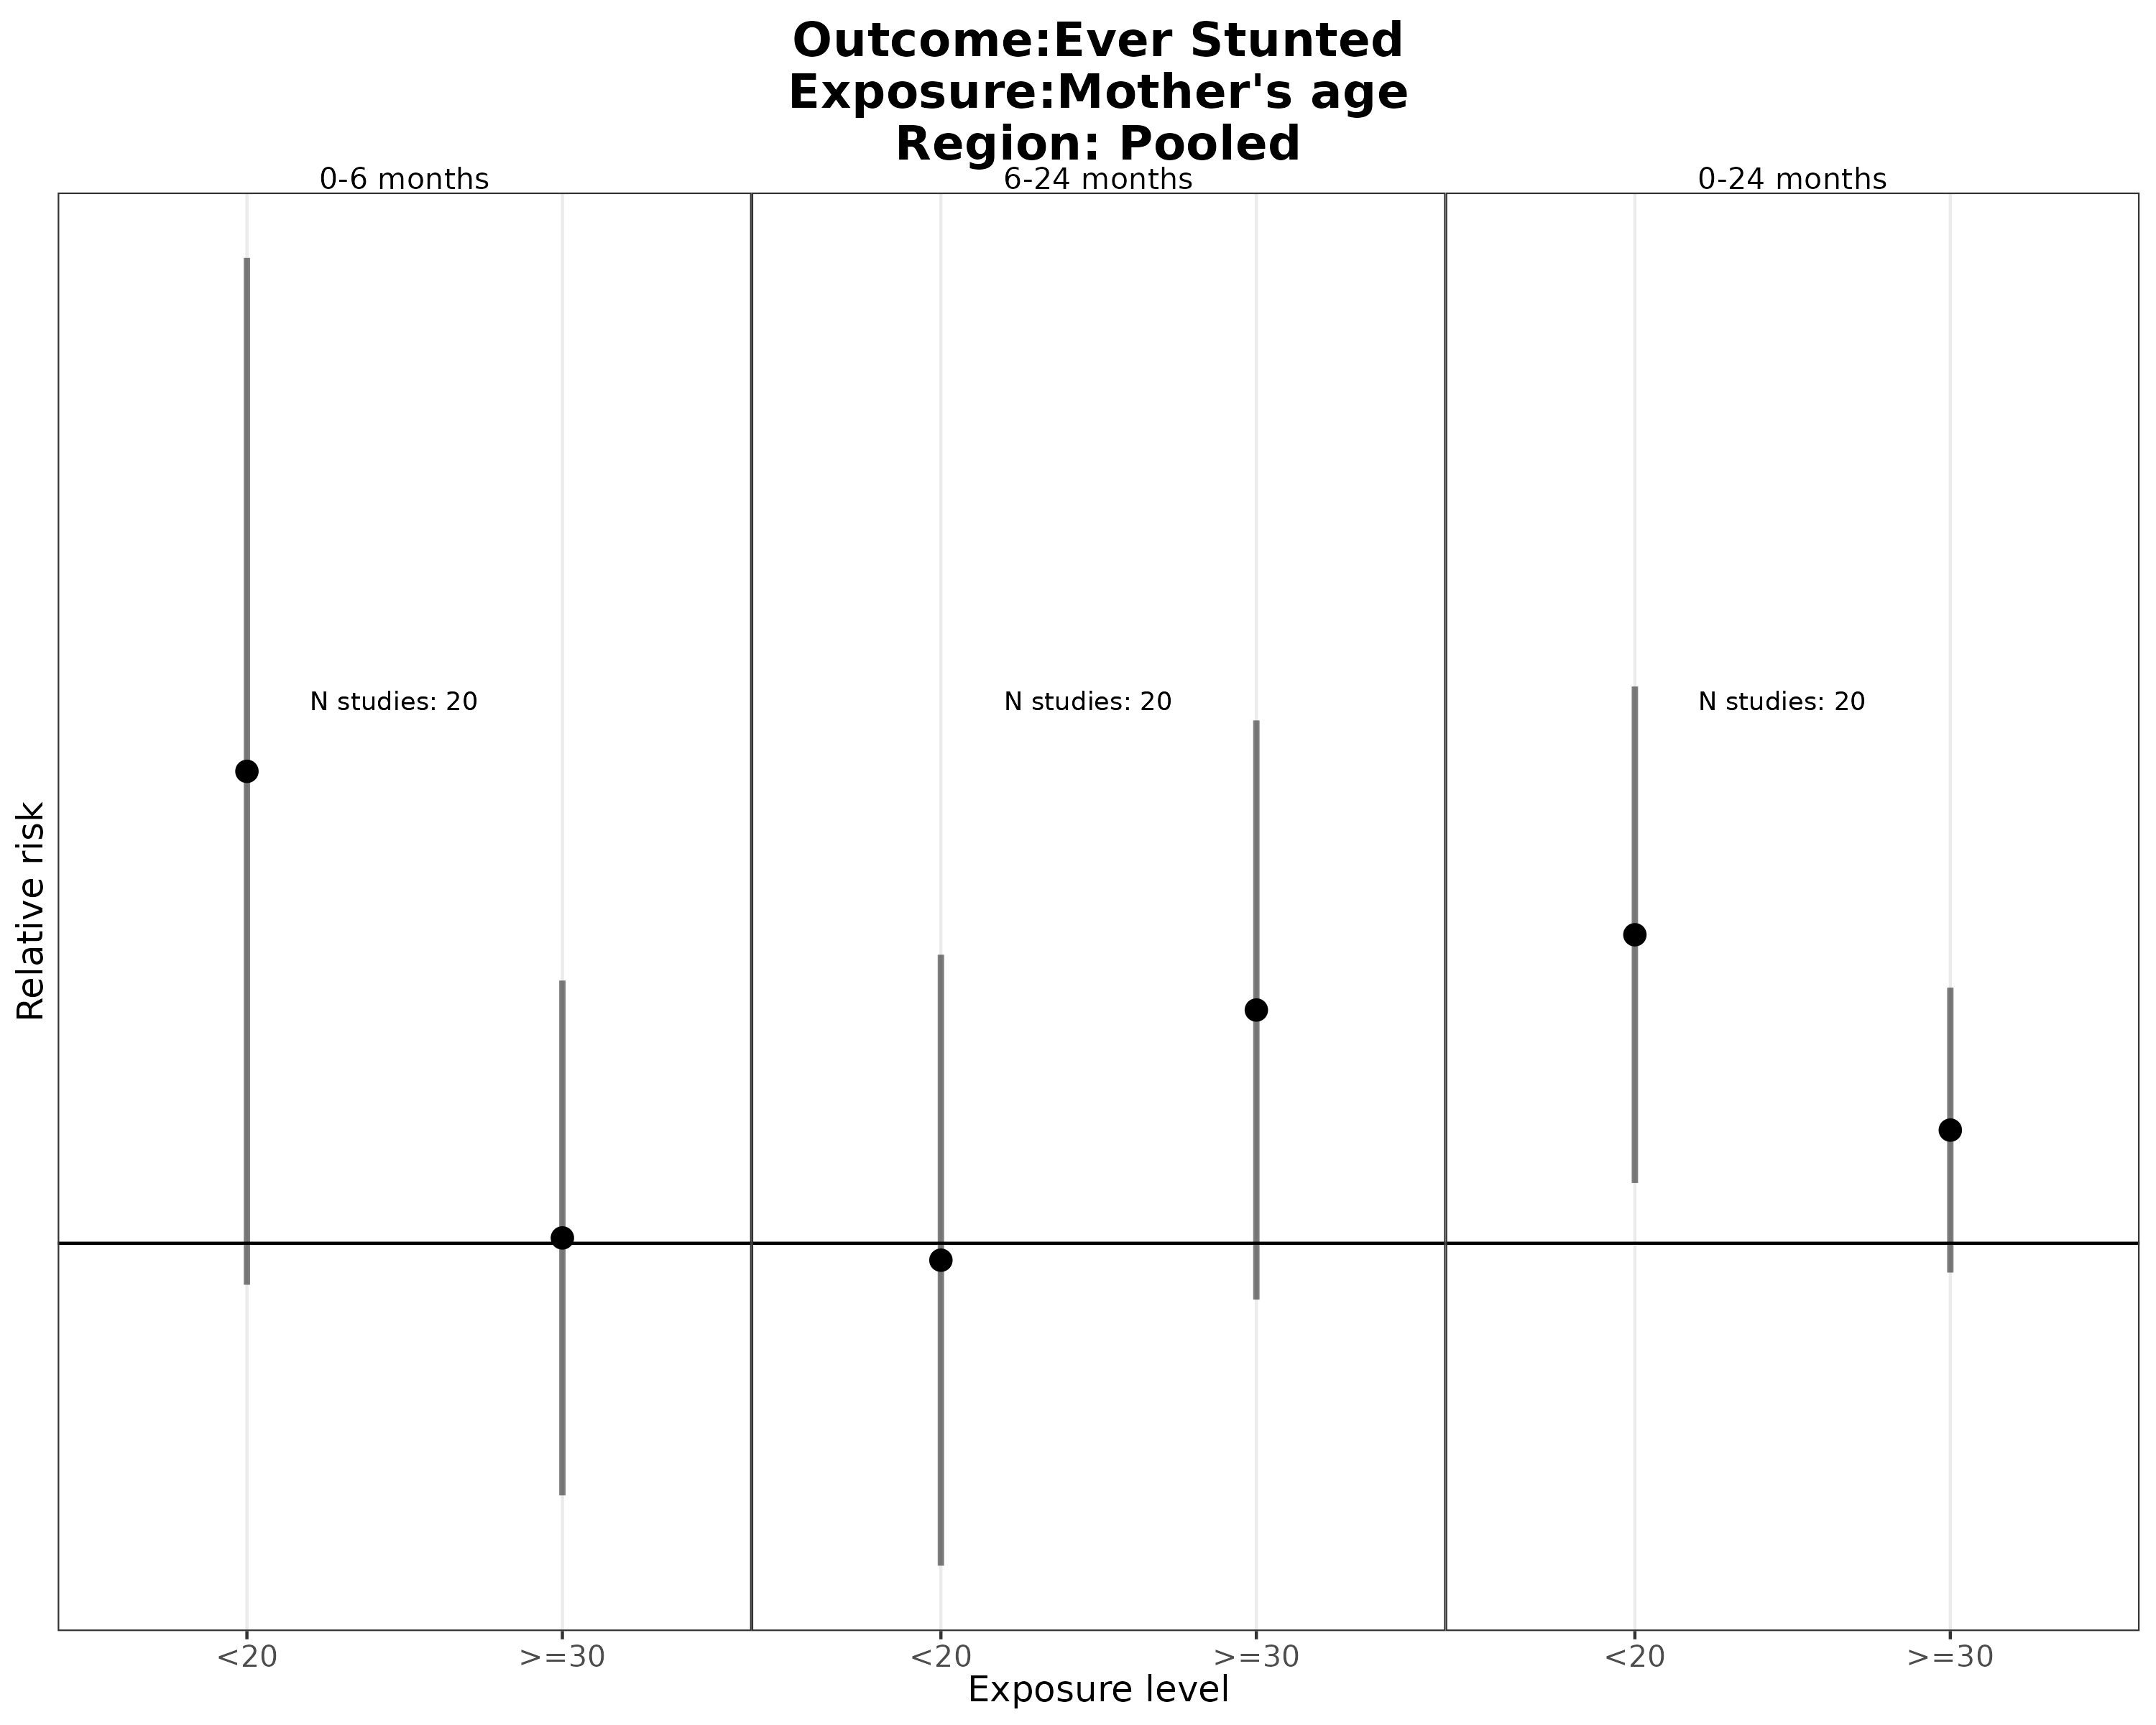 Outcome:Ever Stunted
Exposure:Mother's age
Region: Pooled
0-6 months
6-24 months
0-24 months
N studies: 20
N studies: 20
N studies: 20
Relative risk
<20
>=30
<20
>=30
<20
>=30
Exposure level